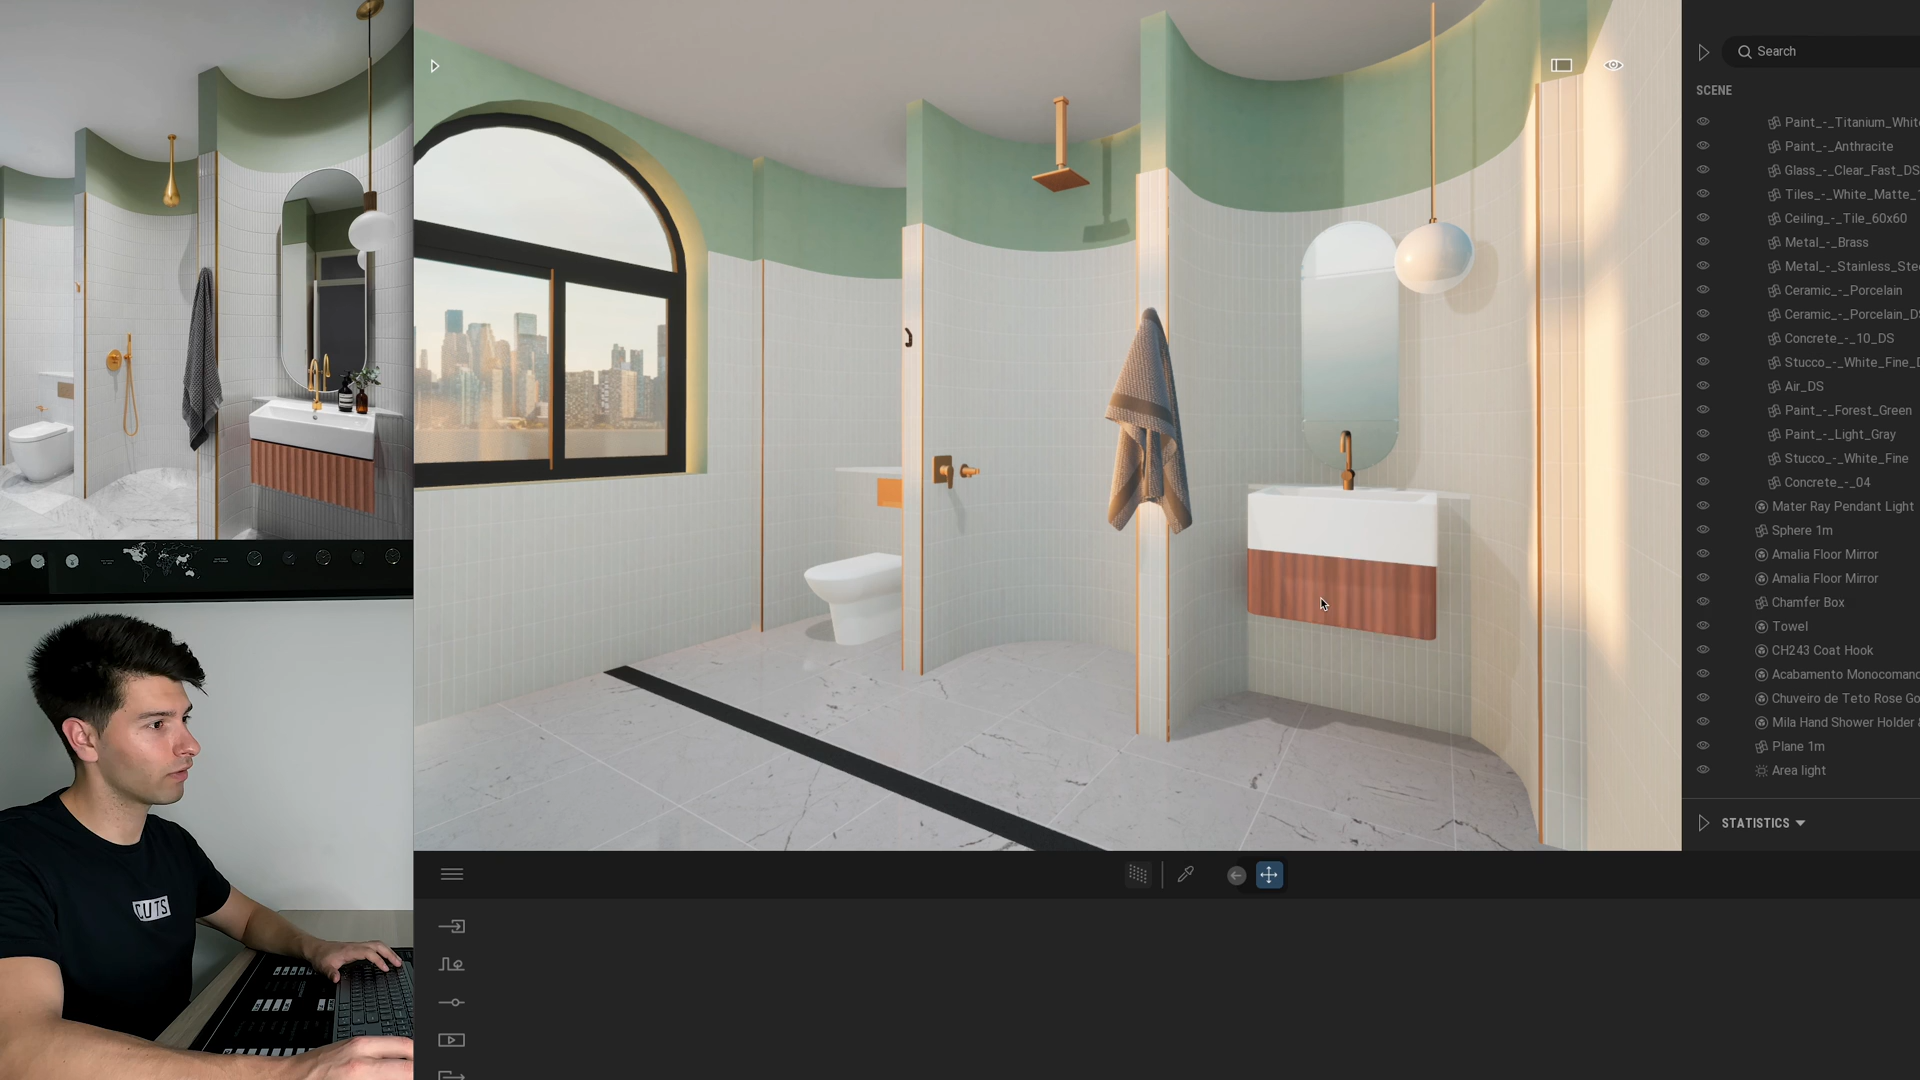 Search
SCENE
Paint_-_Titanium_Whit
Paint_-_Anthracite
Glass_-_Clear_Fast_DS
Tiles_-_White_Matte_
Ceiling_-_Tile_60x60
Metal_-_Brass
Metal_-_Stainless_Ste
Ceramic_-_Porcelain
Ceramic_-_Porcelain_D
Concrete_-_10_DS
Stucco_-_White_Fine_D
Air_DS
Paint_-_Forest_Green
Paint_-_Light_Gray
Stucco_-_White_Fine
Concrete_-_04
Mater Ray Pendant Light
Sphere 1m
Amalia Floor Mirror
Amalia Floor Mirror
Chamfer Box
Towel
CH243 Coat Hook
Acabamento Monocomand
Chuveiro de Teto Rose Go
Mila Hand Shower Holder &
Plane 1m
Area light
STATISTICS
CUTS